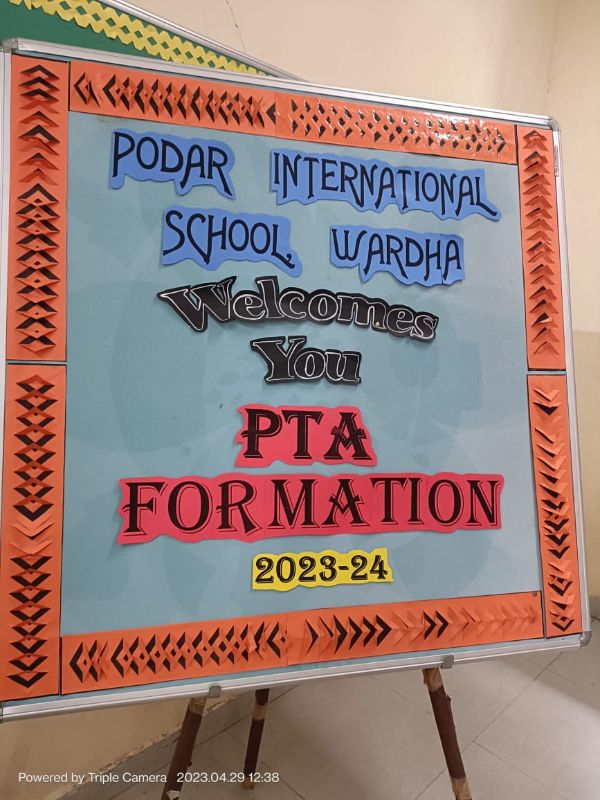 PODAR INTERNATIONAL
SCHOOL, WARDHA
Welcomes
You
PTA
FORMATION
2023-24
Powered by Triple Camera 2023.04.29 12:38